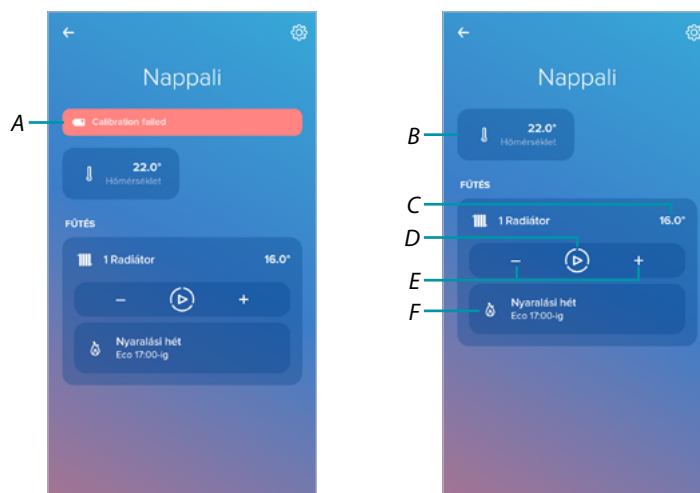 Nappali
A
Calibration failed
22.0°
Hőmérséklet
FŰTÉS
1 Radiátor 16.0°
− +
Nyaralási hét
Eco 17:00-ig
Nappali
B
22.0°
Hőmérséklet
FŰTÉS
C
1 Radiátor 16.0°
D
− +
E
F
Nyaralási hét
Eco 17:00-ig